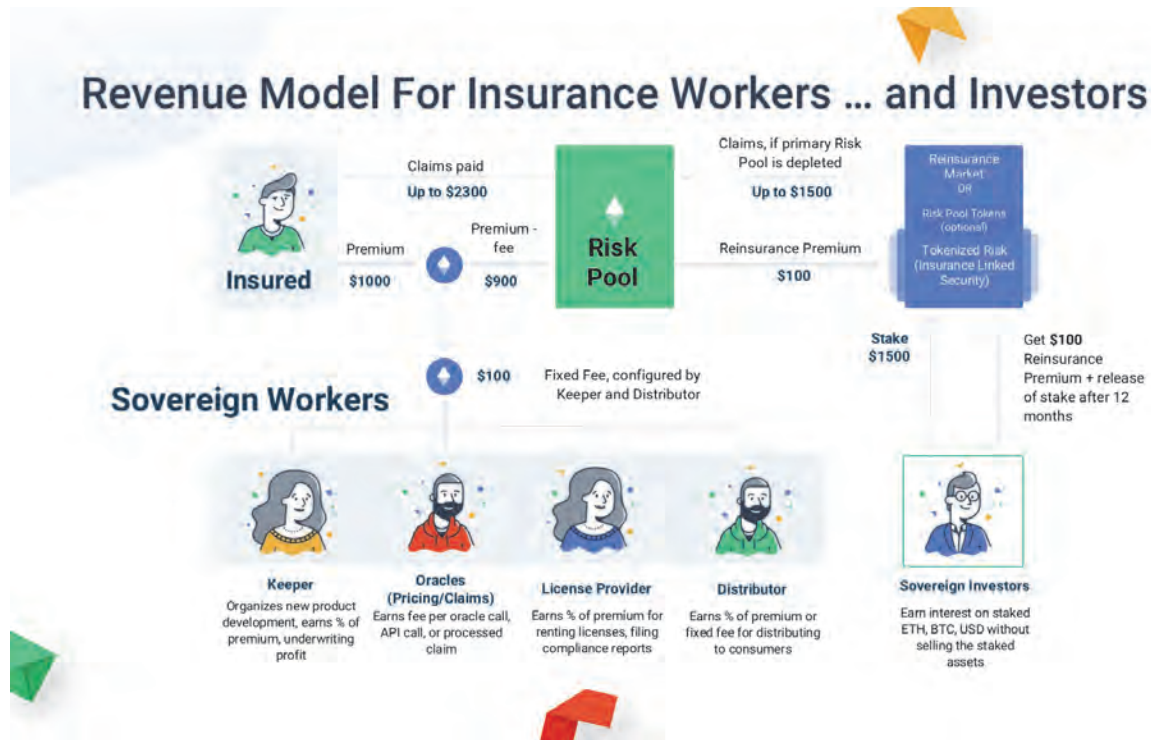 Revenue Model For Insurance Workers ... and Investors
Claims paid
Up to $2300
Claims, if primary Risk
Pool is depleted
Up to $1500
Reinsurance
Market
OR
Risk Pool Tokens
(optional)
Tokenized Risk
(Insurance Linked
Security)
Insured
Premium
$1000
Premium -
fee
$900
Risk
Pool
Reinsurance Premium
$100
Stake
$1500
Get $100
Reinsurance
Premium + release
of stake after 12
months
Sovereign Workers
$100
Fixed Fee, configured by
Keeper and Distributor
Keeper
Organizes new product
development, earns % of
premium, underwriting
profit
Oracles
(Pricing/Claims)
Earns fee per oracle call,
API call, or processed
claim
License Provider
Earns % of premium for
renting licenses, filing
compliance reports
Distributor
Earns % of premium or
fixed fee for distributing
to consumers
Sovereign Investors
Earn interest on staked
ETH, BTC, USD without
selling the staked
assets